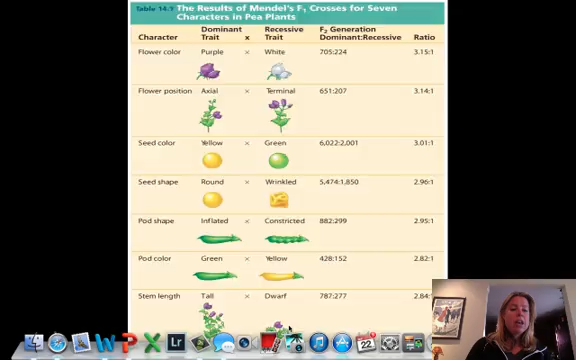 Table 14.1 The Results of Mendel's F₁ Crosses for Seven
Characters in Pea Plants
Character Dominant Trait x Recessive Trait F₂ Generation Dominant:Recessive Ratio
Flower color Purple × White 705:224 3.15:1
Flower position Axial × Terminal 651:207 3.14:1
Seed color Yellow × Green 6,022:2,001 3.01:1
Seed shape Round × Wrinkled 5,474:1,850 2.96:1
Pod shape Inflated × Constricted 882:299 2.95:1
Pod color Green × Yellow 428:152 2.82:1
Stem length Tall × Dwarf 787:277 2.84:
W P X Lr 22